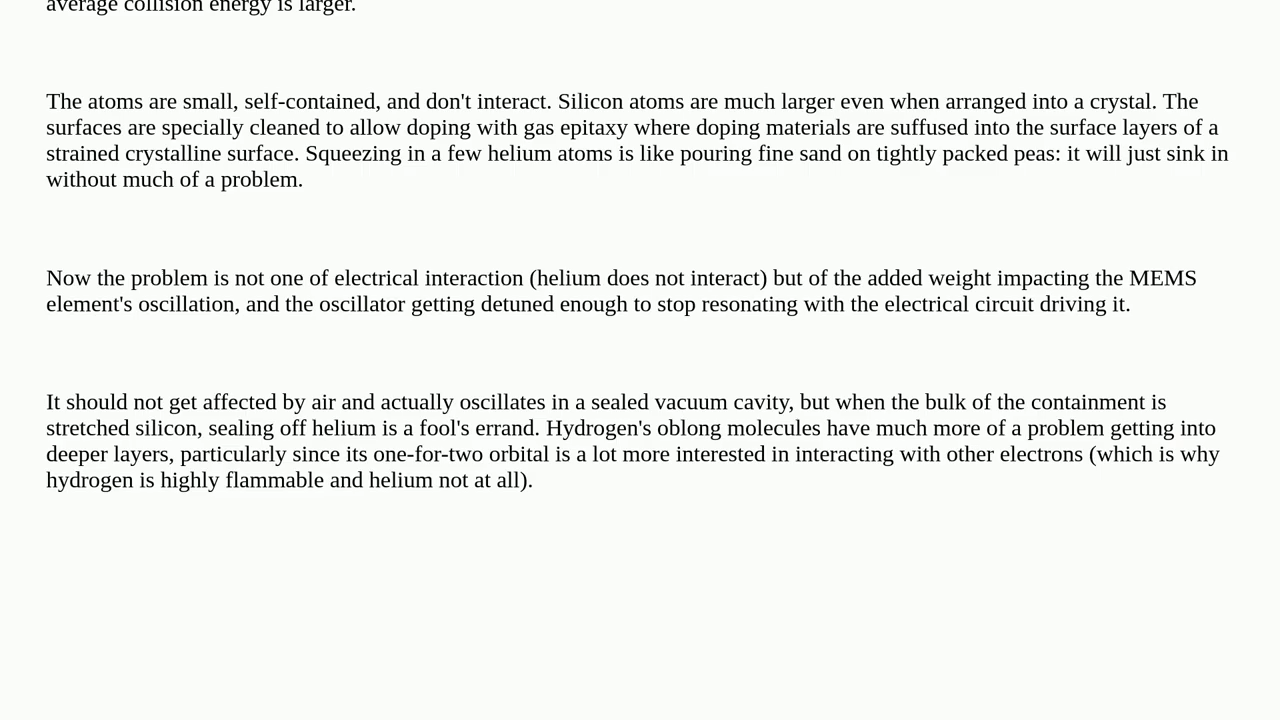 average collision energy is larger.
The atoms are small, self-contained, and don't interact. Silicon atoms are much larger even when arranged into a crystal. The
surfaces are specially cleaned to allow doping with gas epitaxy where doping materials are suffused into the surface layers of a
strained crystalline surface. Squeezing in a few helium atoms is like pouring fine sand on tightly packed peas: it will just sink in
without much of a problem.
Now the problem is not one of electrical interaction (helium does not interact) but of the added weight impacting the MEMS
element's oscillation, and the oscillator getting detuned enough to stop resonating with the electrical circuit driving it.
It should not get affected by air and actually oscillates in a sealed vacuum cavity, but when the bulk of the containment is
stretched silicon, sealing off helium is a fool's errand. Hydrogen's oblong molecules have much more of a problem getting into
deeper layers, particularly since its one-for-two orbital is a lot more interested in interacting with other electrons (which is why
hydrogen is highly flammable and helium not at all).